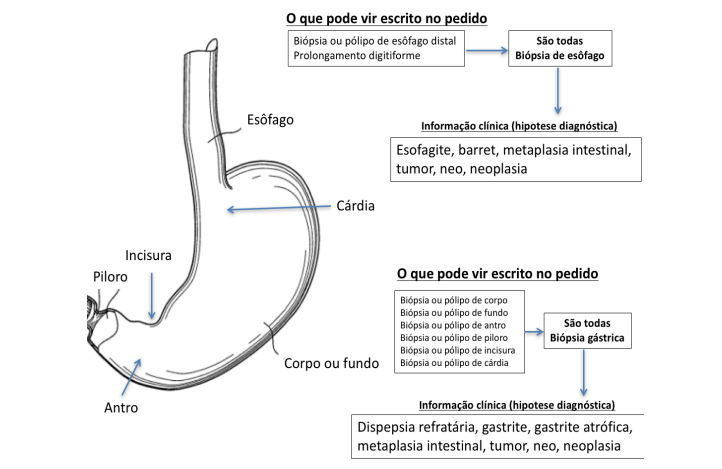 O que pode vir escrito no pedido
Biópsia ou pólipo de esôfago distal
Prolongamento digitiforme
São todas
Biópsia de esôfago
Informação clínica (hipotese diagnóstica)
Esofagite, barret, metaplasia intestinal,
tumor, neo, neoplasia
Esôfago
Cárdia
Incisura
Piloro
Corpo ou fundo
Antro
O que pode vir escrito no pedido
Biópsia ou pólipo de corpo
Biópsia ou pólipo de fundo
Biópsia ou pólipo de antro
Biópsia ou pólipo de piloro
Biópsia ou pólipo de incisura
Biópsia ou pólipo de cárdia
São todas
Biópsia gástrica
Informação clínica (hipotese diagnóstica)
Dispepsia refratária, gastrite, gastrite atrófica,
metaplasia intestinal, tumor, neo, neoplasia